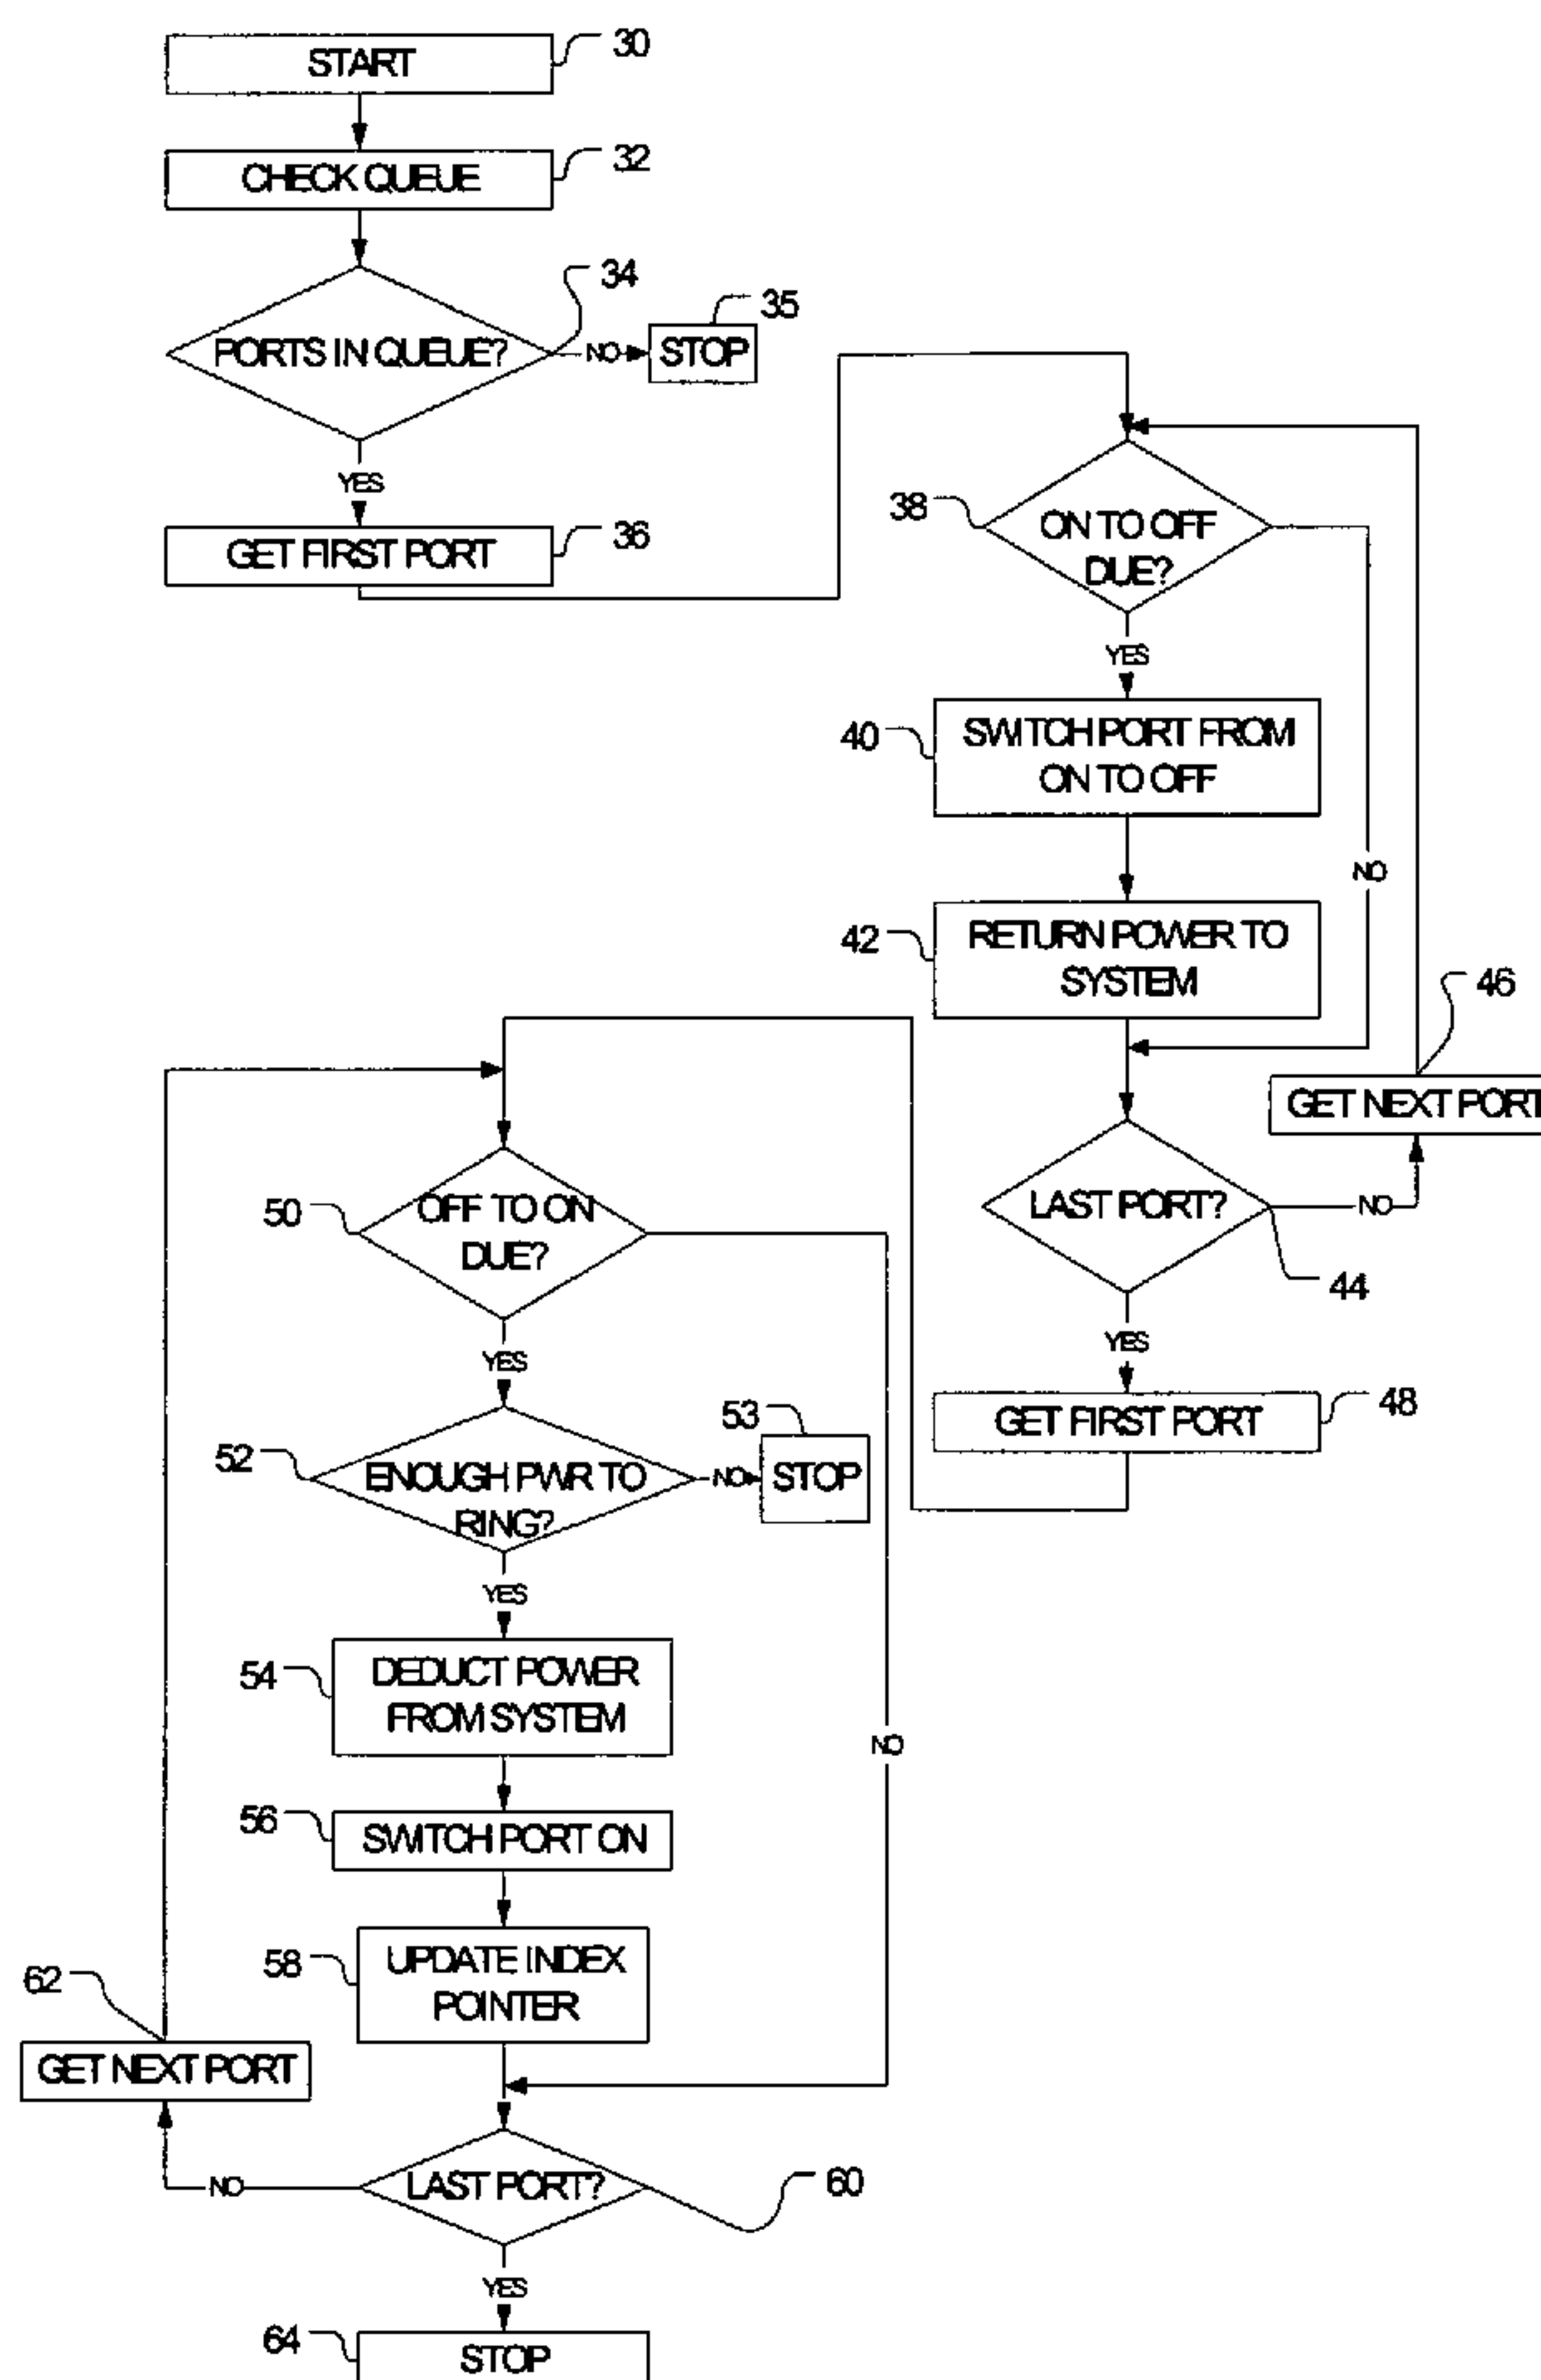 START
30
CHECK QUEUE
32
34
PORTS IN QUEUE?
NO
STOP
35
YES
GET FIRST PORT
36
38
ON TO OFF
DUE?
YES
NO
40
SWITCH PORT FROM
ON TO OFF
42
RETURN POWER TO
SYSTEM
46
GET NEXT PORT
LAST PORT?
NO
44
YES
GET FIRST PORT
48
50
OFF TO ON
DUE?
YES
NO
52
ENOUGH PWR TO
RING?
NO
53
STOP
YES
54
DEDUCT POWER
FROM SYSTEM
56
SWITCH PORT ON
58
UPDATE INDEX
POINTER
62
GET NEXT PORT
NO
LAST PORT?
60
YES
64
STOP